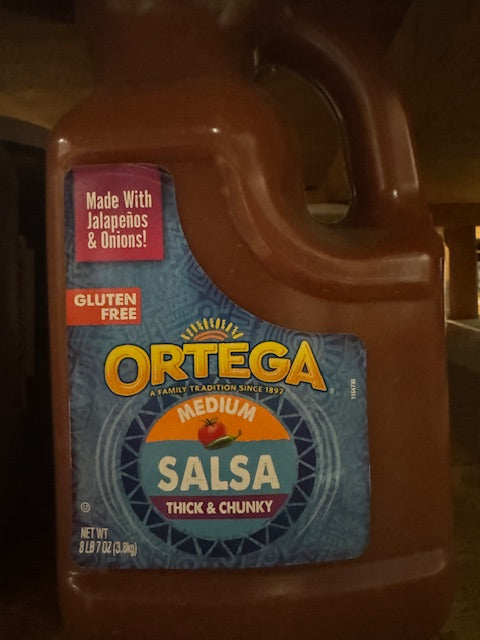 Made With
Jalapeños
& Onions!
GLUTEN
FREE
ORTEGA
A FAMILY TRADITION SINCE 1897
MEDIUM
SALSA
THICK & CHUNKY
NET WT
8 LB 7 OZ (3.8kg)